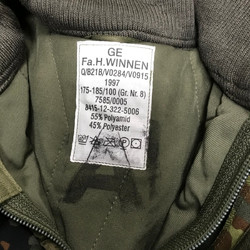 GE
Fa.H.WINNEN
Q/821B/V0284/V0915
1997
175-185/100 (Gr. Nr. 8)
7585/0005
8415-12-322-5006
55% Polyamid
45% Polyester